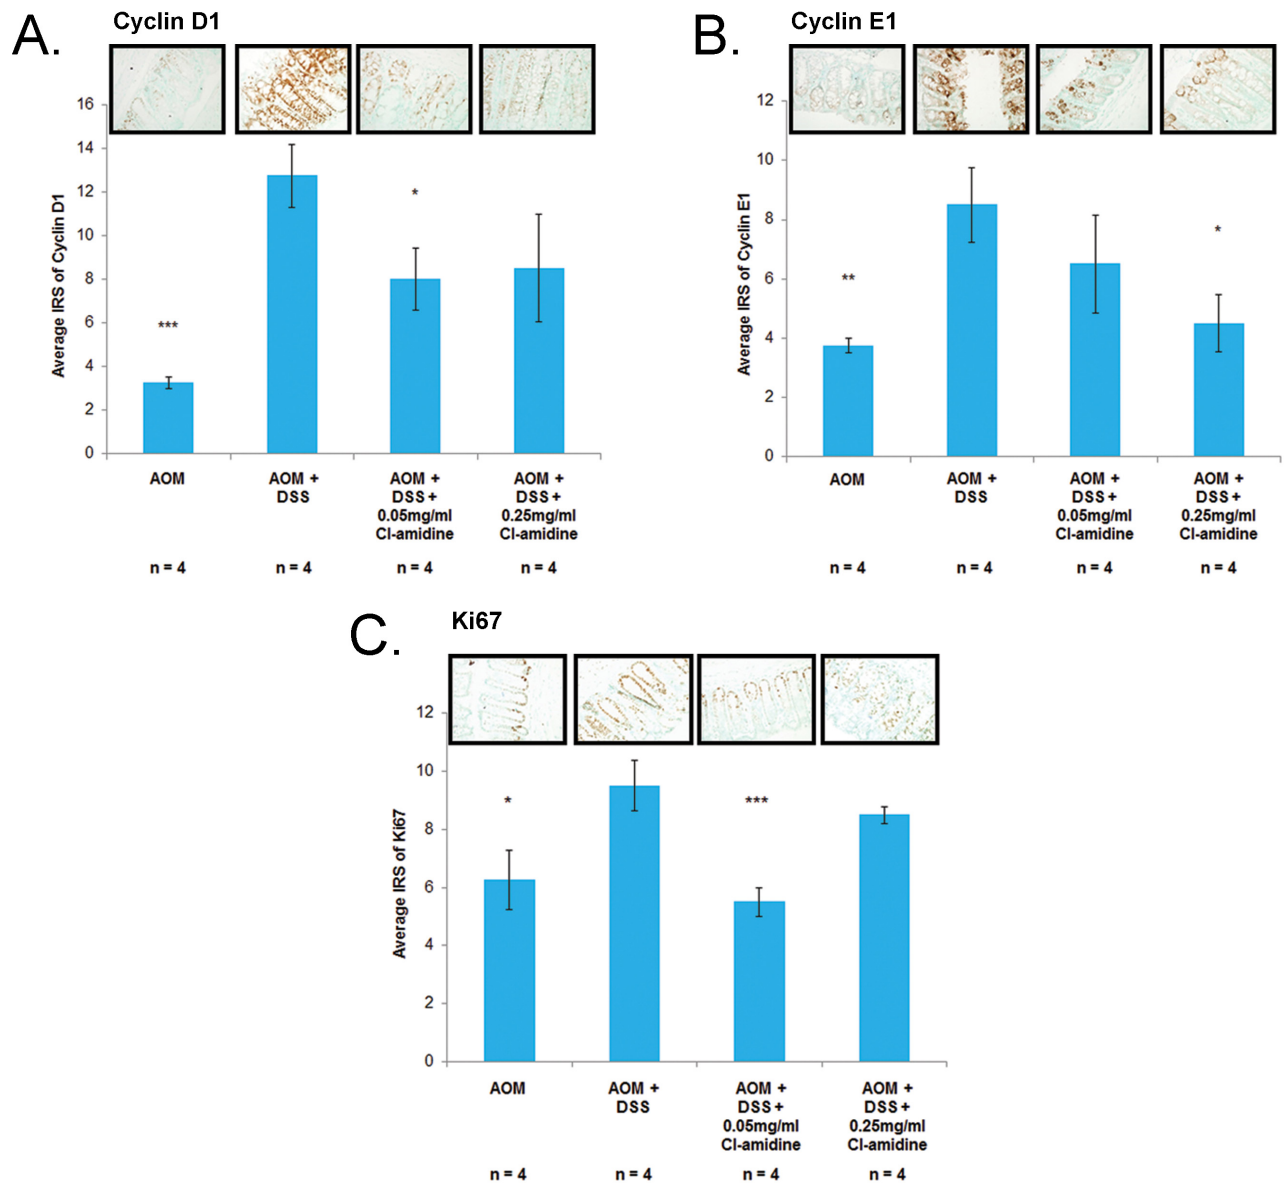 A.
Cyclin D1
16
14
12
10
8
6
4
2
0
Average IRS of Cyclin D1
***
*
AOM
AOM +
DSS
AOM +
DSS +
0.05mg/ml
Cl-amidine
AOM +
DSS +
0.25mg/ml
Cl-amidine
n = 4
n = 4
n = 4
n = 4
B.
Cyclin E1
12
10
8
6
4
2
0
Average IRS of Cyclin E1
**
*
AOM
AOM +
DSS
AOM +
DSS +
0.05mg/ml
Cl-amidine
AOM +
DSS +
0.25mg/ml
Cl-amidine
n = 4
n = 4
n = 4
n = 4
C.
Ki67
12
10
8
6
4
2
0
Average IRS of Ki67
*
***
AOM
AOM +
DSS
AOM +
DSS +
0.05mg/ml
Cl-amidine
AOM +
DSS +
0.25mg/ml
Cl-amidine
n = 4
n = 4
n = 4
n = 4